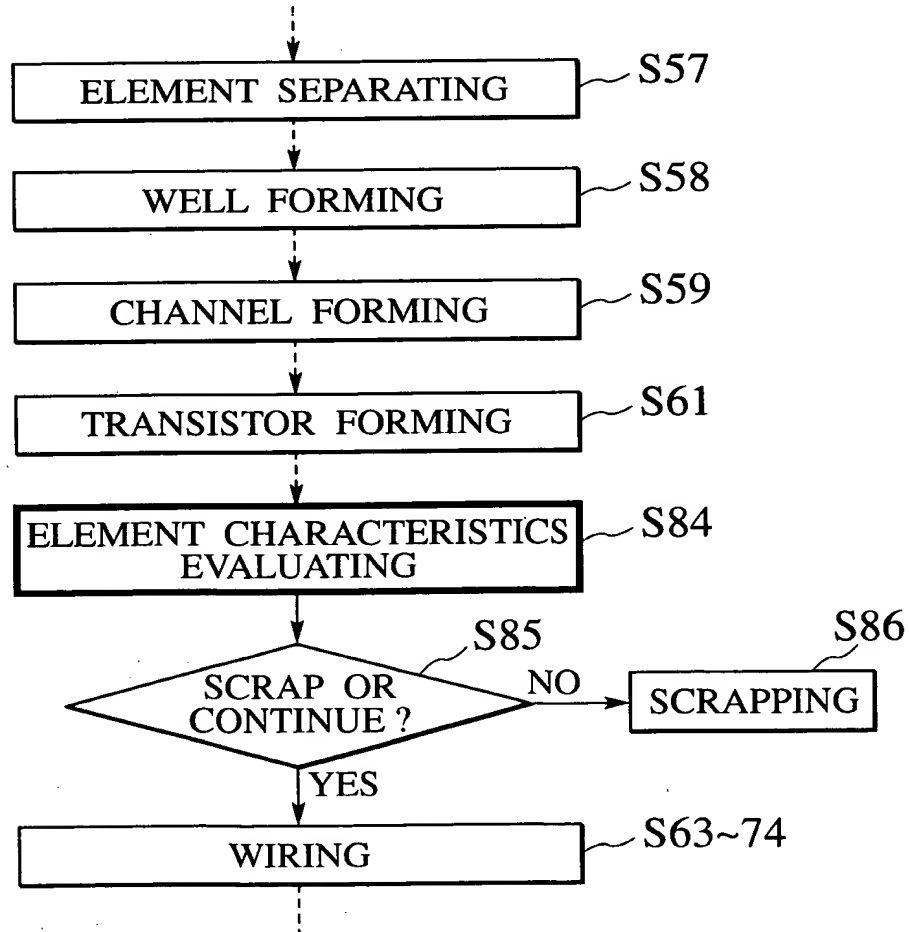 ELEMENT SEPARATING
S57
WELL FORMING
S58
CHANNEL FORMING
S59
TRANSISTOR FORMING
S61
ELEMENT CHARACTERISTICS
EVALUATING
S84
SCRAP OR
CONTINUE ?
S85
NO
SCRAPPING
S86
YES
WIRING
S63~74